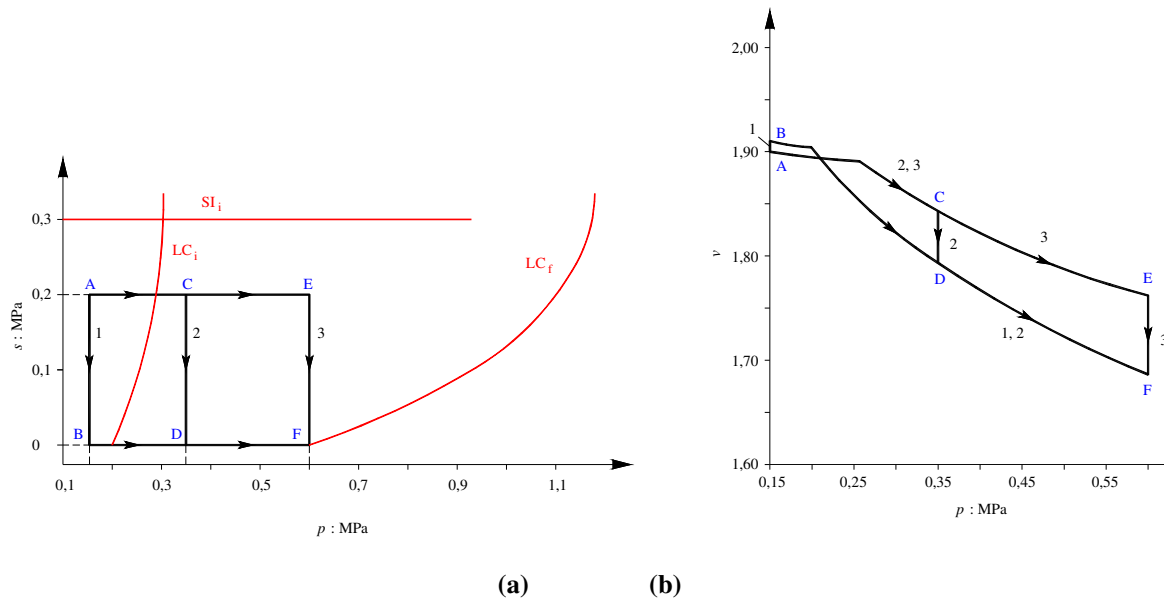 s : MPa
0,3
0,2
0,1
0
SI i
LC i
LC f
A
C
E
1
2
3
B
D
F
0,1
0,3
0,5
0,7
0,9
1,1
p : MPa
(a)
v
2,00
1,90
1,80
1,70
1,60
1
B
A
2, 3
C
2
D
3
E
1, 2
3
F
0,15
0,25
0,35
0,45
0,55
p : MPa
(b)